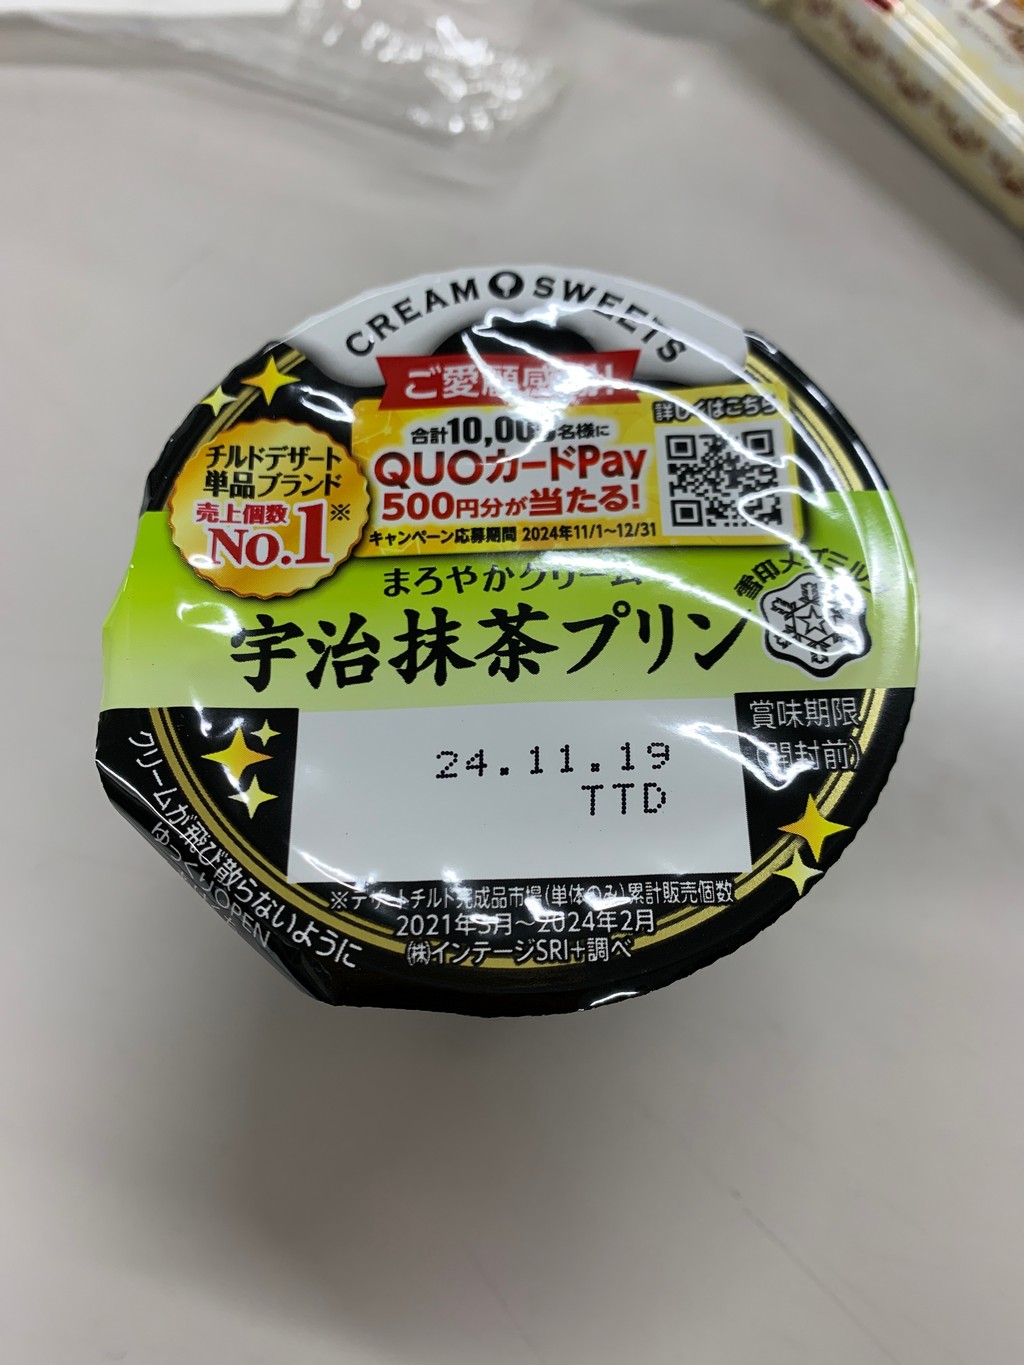 CREAM SWEETS
ご愛顧感謝!
合計10,000名様に
QUOカードPay
500円分が当たる!
キャンペーン応募期間 2024年11/1~12/31
詳しくはこちら
チルドデザート
単品ブランド
売上個数
No.1※
まろやかクリーム
宇治抹茶プリン
雪印メグミルク
賞味期限
(開封前)
24.11.19
TTD
※デザートチルド完成品市場(単体のみ)累計販売個数
2021年3月~2024年2月
㈱インテージSRI+調べ
クリームが飛び散らないように
ゆっくりOPEN